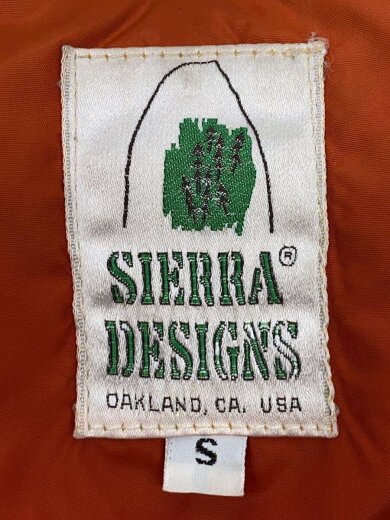 SIERRA®
DESIGNS
OAKLAND, CA. USA
S